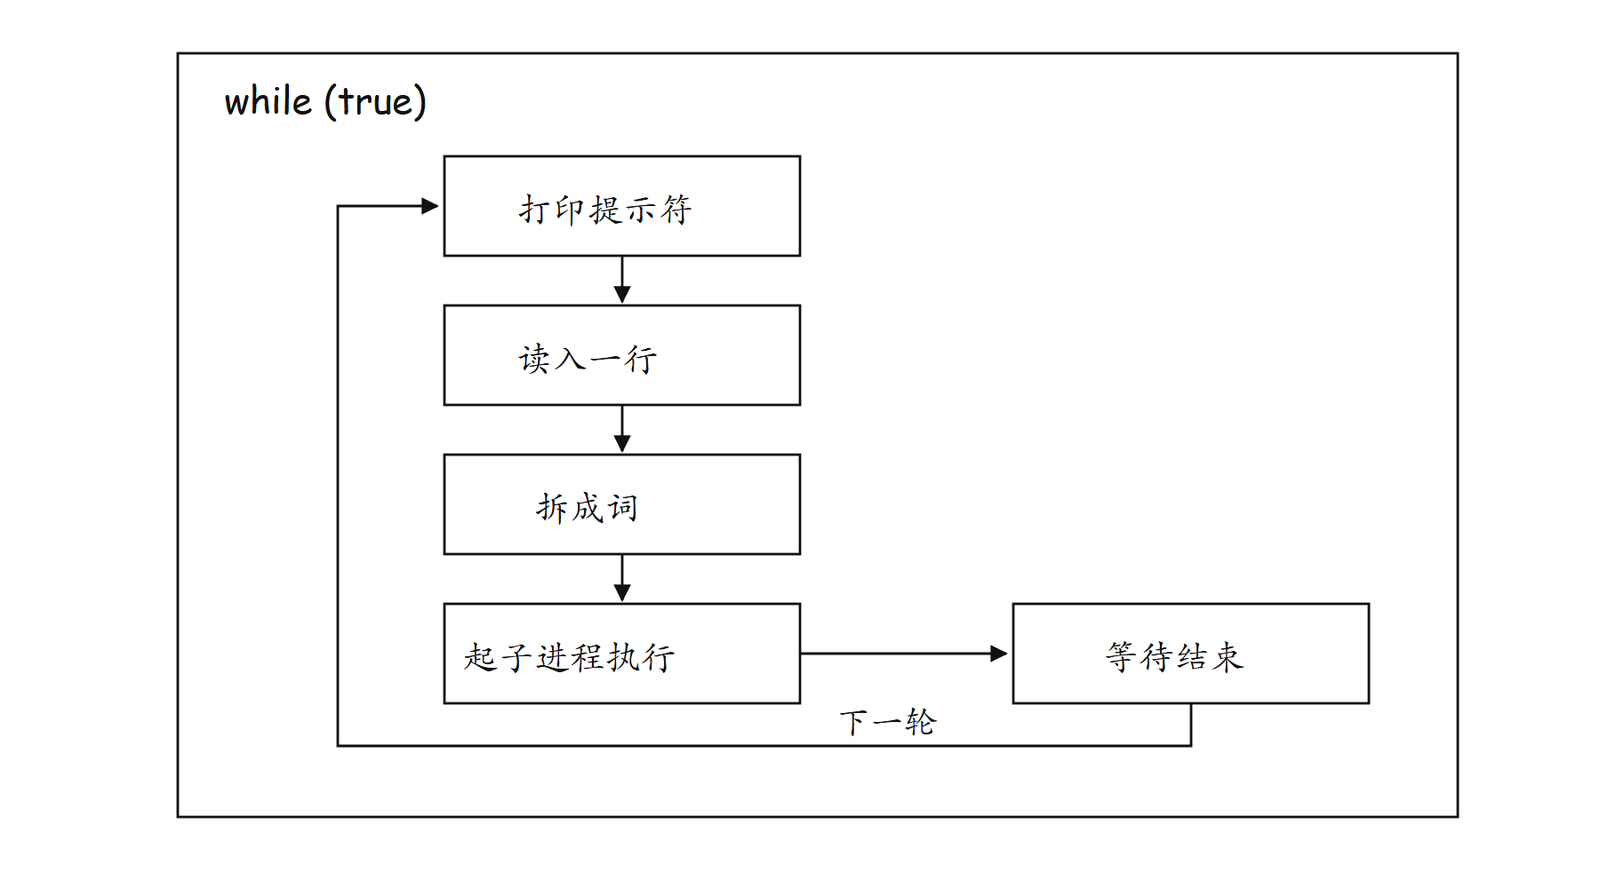 while (true)
打印提示符
读入一行
拆成词
起子进程执行
等待结束
下一轮